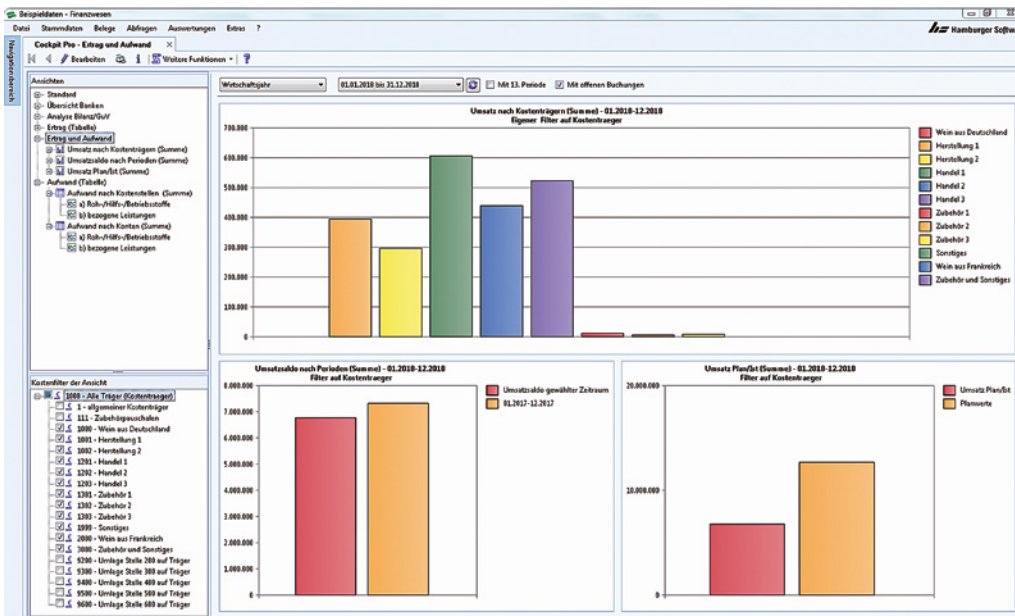 Beispieldaten - Finanzwesen
Datei Stammdaten Belege Abfragen Auswertungen Extras ?
Hamburger Softwa
Navigationsbereich
Cockpit Pro - Ertrag und Aufwand
Bearbeiten Weitere Funktionen
Ansichten
Standard
Übersicht Banken
Analyse Bilanz/GuV
Ertrag (Tabelle)
Ertrag und Aufwand
Umsatz nach Kostenträgern (Summe)
Umsatzsaldo nach Perioden (Summe)
Umsatz Plan/Ist (Summe)
Aufwand (Tabelle)
Aufwand nach Kostenstellen (Summe)
a) Roh-/Hilfs-/Betriebsstoffe
b) bezogene Leistungen
Aufwand nach Konten (Summe)
a) Roh-/Hilfs-/Betriebsstoffe
b) bezogene Leistungen
Kostenfilter der Ansicht
1000 - Alle Träger (Kostentraeger)
1 - allgemeiner Kostenträger
111 - Zubehörpauschalen
1000 - Wein aus Deutschland
1001 - Herstellung 1
1002 - Herstellung 2
1201 - Handel 1
1202 - Handel 2
1203 - Handel 3
1301 - Zubehör 1
1302 - Zubehör 2
1303 - Zubehör 3
1999 - Sonstiges
2000 - Wein aus Frankreich
3000 - Zubehör und Sonstiges
9200 - Umlage Stelle 200 auf Träger
9300 - Umlage Stelle 300 auf Träger
9400 - Umlage Stelle 400 auf Träger
9500 - Umlage Stelle 500 auf Träger
9600 - Umlage Stelle 600 auf Träger
Wirtschaftsjahr 01.01.2018 bis 31.12.2018 Mit 13. Periode Mit offenen Buchungen
Umsatz nach Kostenträgern (Summe) - 01.2018-12.2018
Eigener Filter auf Kostentraeger
700.000
600.000
500.000
400.000
300.000
200.000
100.000
0
Wein aus Deutschland
Herstellung 1
Herstellung 2
Handel 1
Handel 2
Handel 3
Zubehör 1
Zubehör 2
Zubehör 3
Sonstiges
Wein aus Frankreich
Zubehör und Sonstiges
Umsatzsaldo nach Perioden (Summe) - 01.2018-12.2018
Filter auf Kostentraeger
8.000.000
7.000.000
6.000.000
5.000.000
4.000.000
3.000.000
2.000.000
1.000.000
0
Umsatzsaldo gewählter Zeitraum
01.2017-12.2017
Umsatz Plan/Ist (Summe) - 01.2018-12.2018
Filter auf Kostentraeger
20.000.000
10.000.000
0
Umsatz Plan/Ist
Planwerte